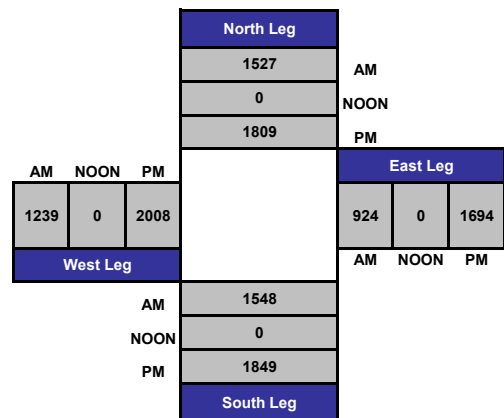 North Leg
1527 AM
0 NOON
1809 PM
AM NOON PM East Leg
1239 0 2008 924 0 1694
West Leg AM NOON PM
AM 1548
NOON 0
PM 1849
South Leg